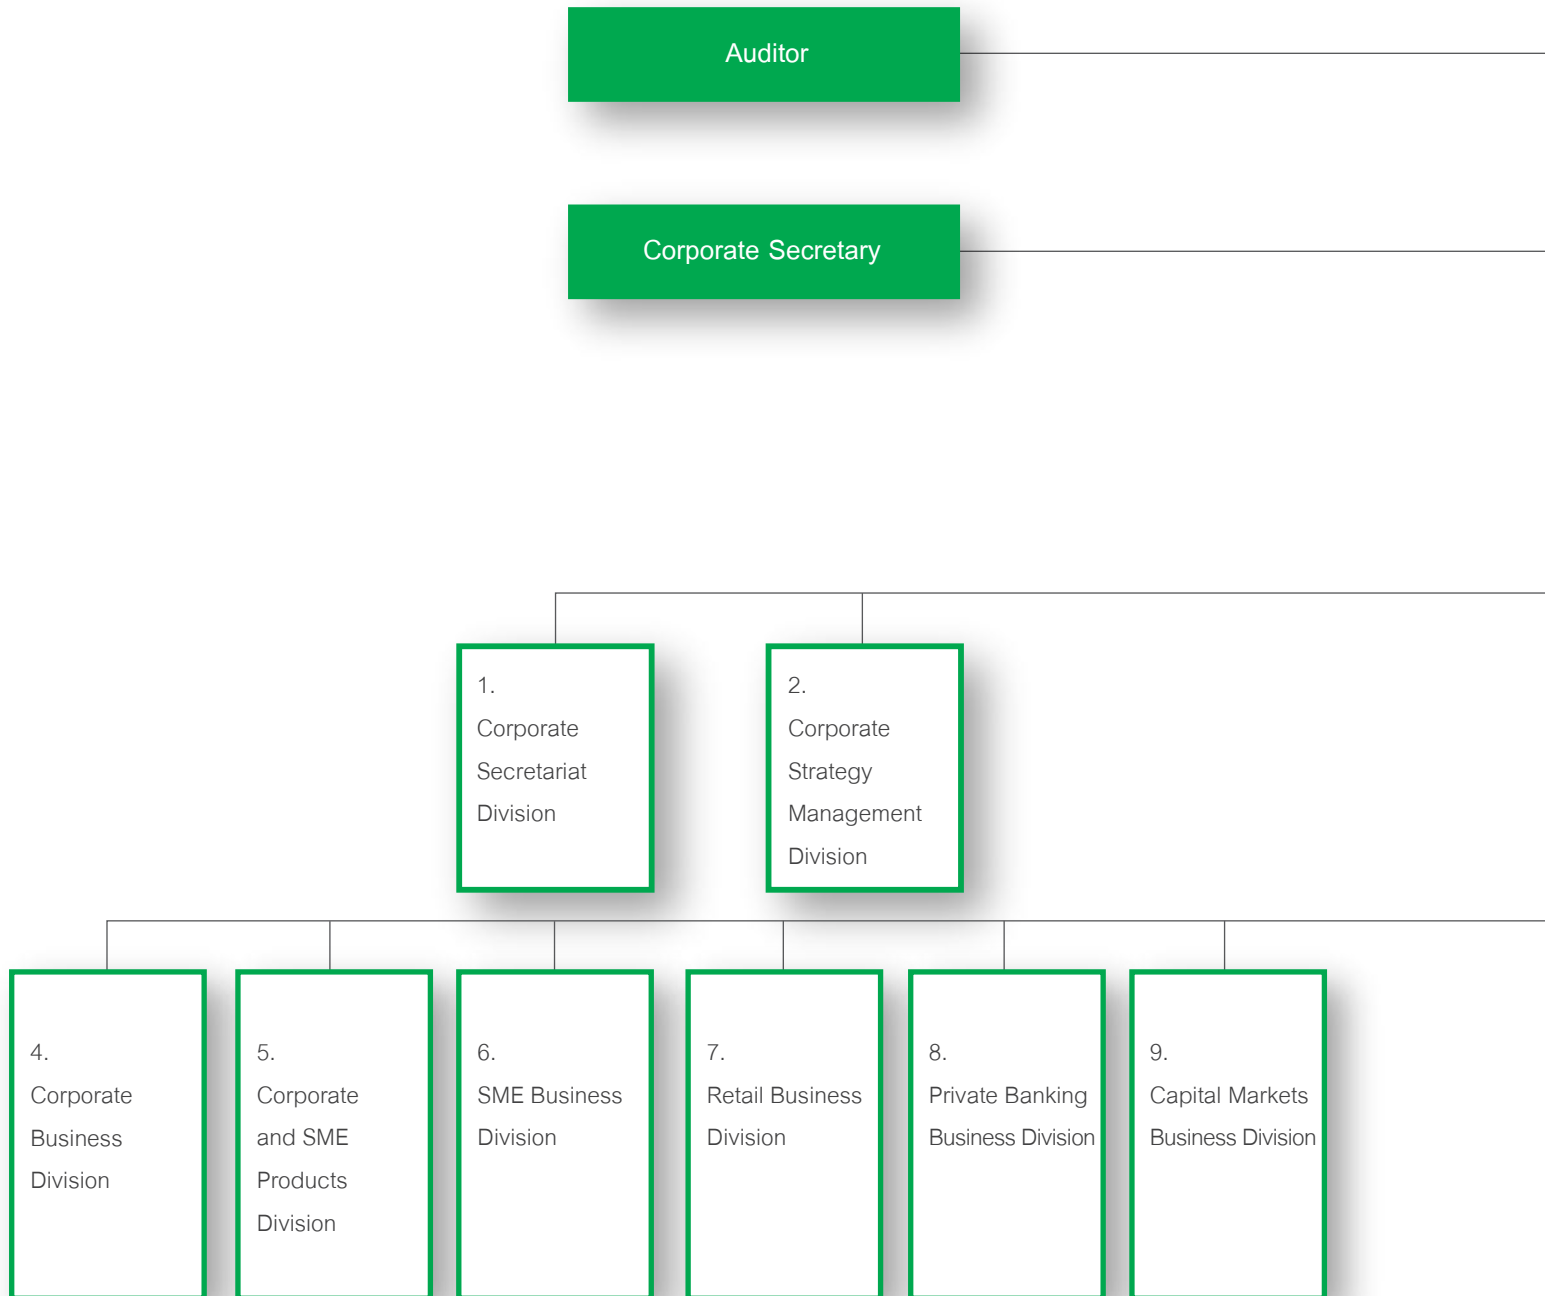 Auditor
Corporate Secretary
1.
Corporate
Secretariat
Division
2.
Corporate
Strategy
Management
Division
4.
Corporate
Business
Division
5.
Corporate
and SME
Products
Division
6.
SME Business
Division
7.
Retail Business
Division
8.
Private Banking
Business Division
9.
Capital Markets
Business Division